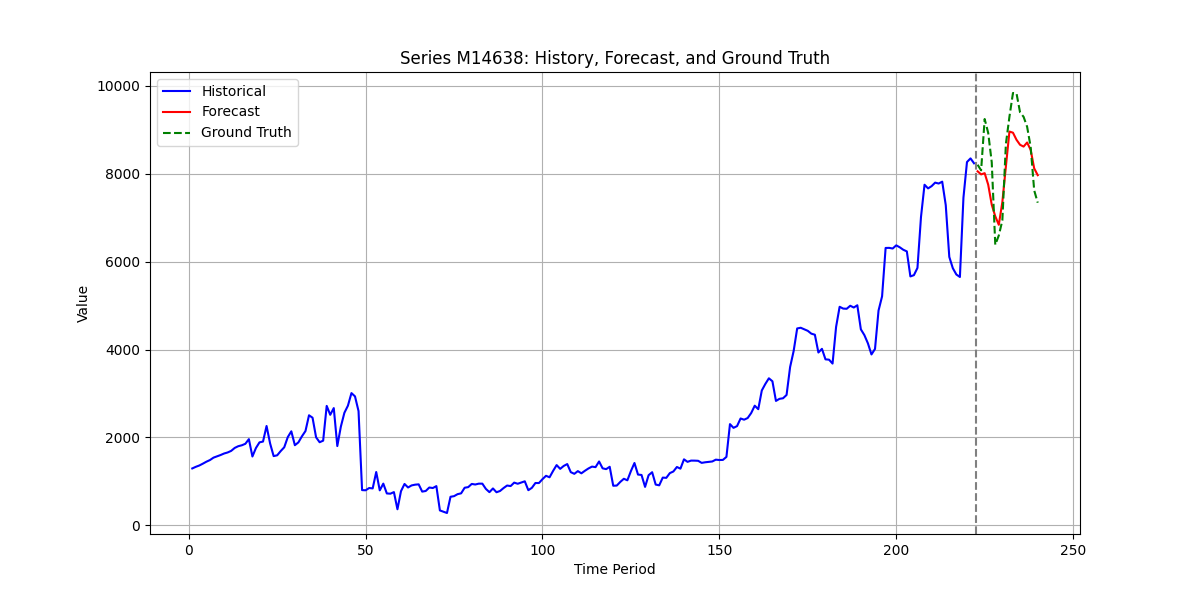 Series M14638: History, Forecast, and Ground Truth
Historical
Forecast
Ground Truth
10000
8000
6000
4000
2000
0
Value
0 50 100 150 200 250
Time Period